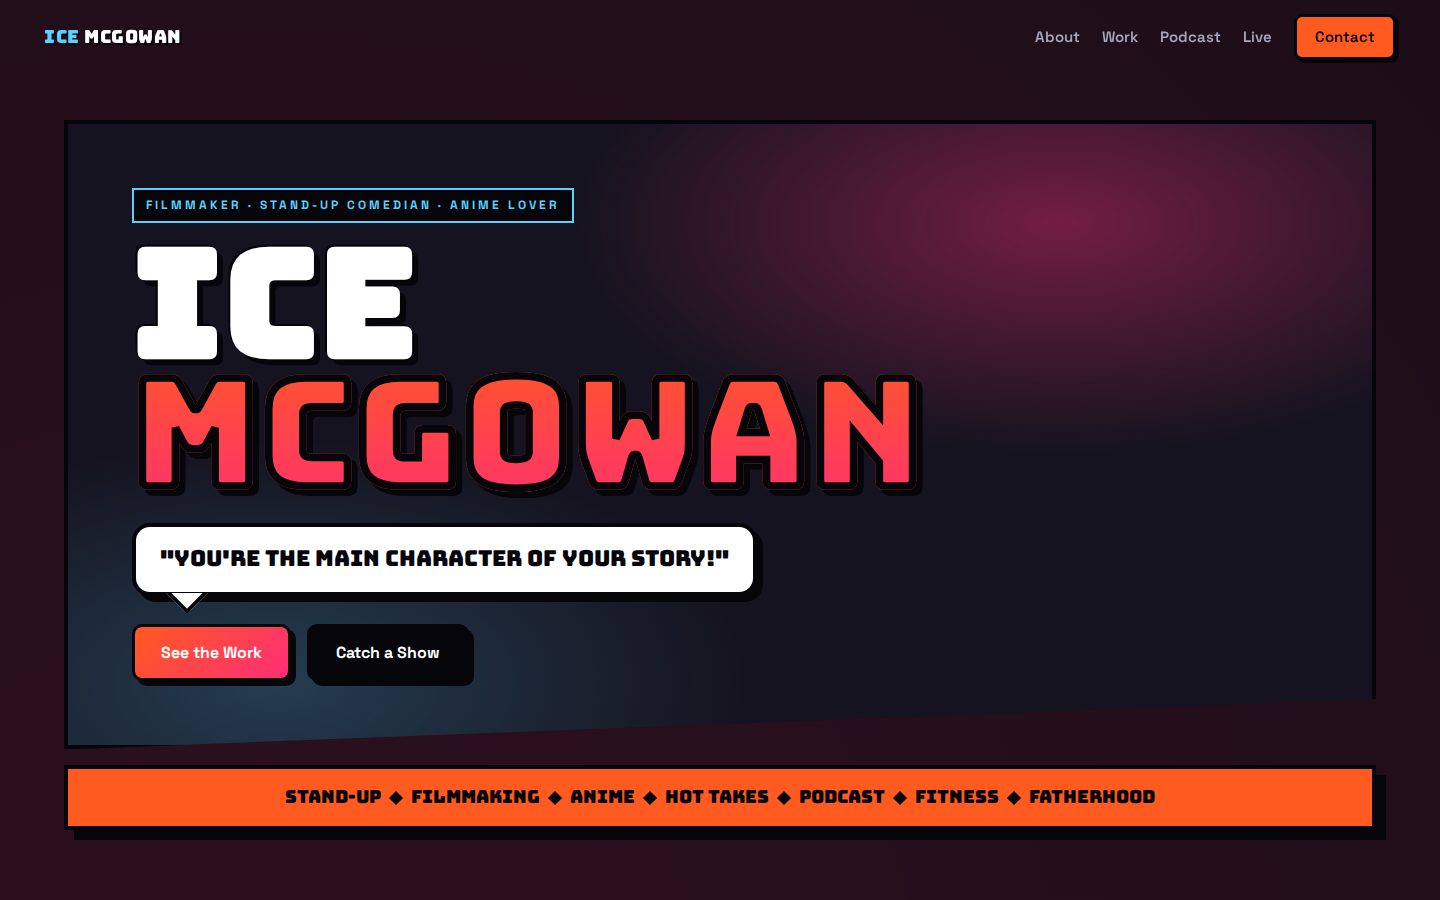 ICE MCGOWAN
About
Work
Podcast
Live
Contact
FILMMAKER · STAND-UP COMEDIAN · ANIME LOVER
ICE
MCGOWAN
"YOU'RE THE MAIN CHARACTER OF YOUR STORY!"
See the Work
Catch a Show
STAND-UP ◆ FILMMAKING ◆ ANIME ◆ HOT TAKES ◆ PODCAST ◆ FITNESS ◆ FATHERHOOD